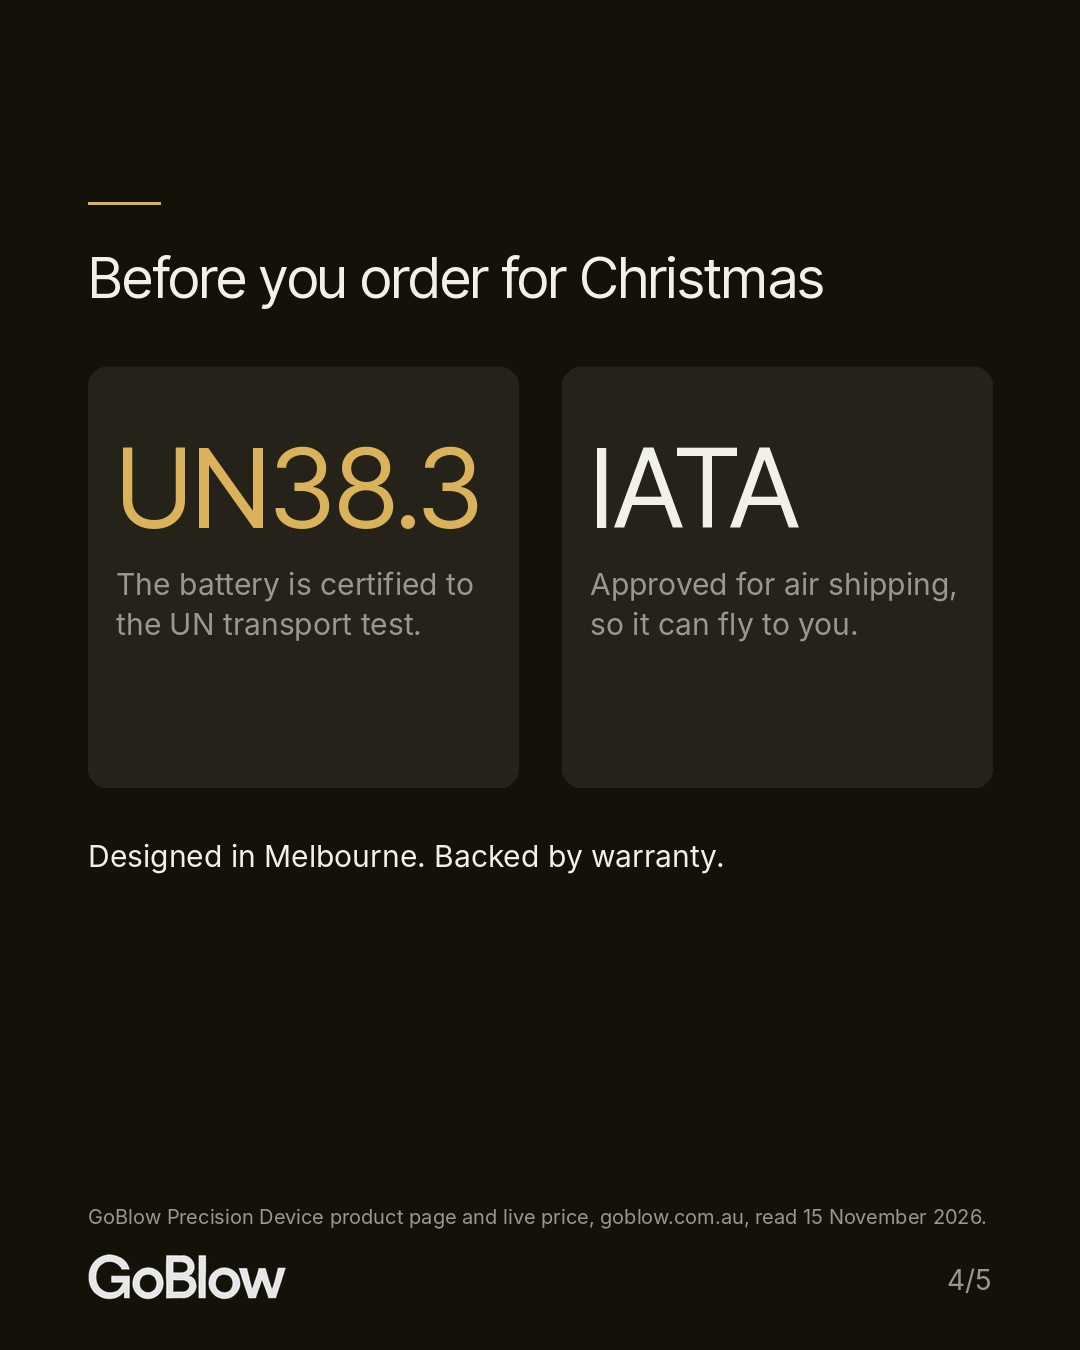 Before you order for Christmas
UN38.3
The battery is certified to
the UN transport test.
IATA
Approved for air shipping,
so it can fly to you.
Designed in Melbourne. Backed by warranty.
GoBlow Precision Device product page and live price, goblow.com.au, read 15 November 2026.
GoBlow
4/5